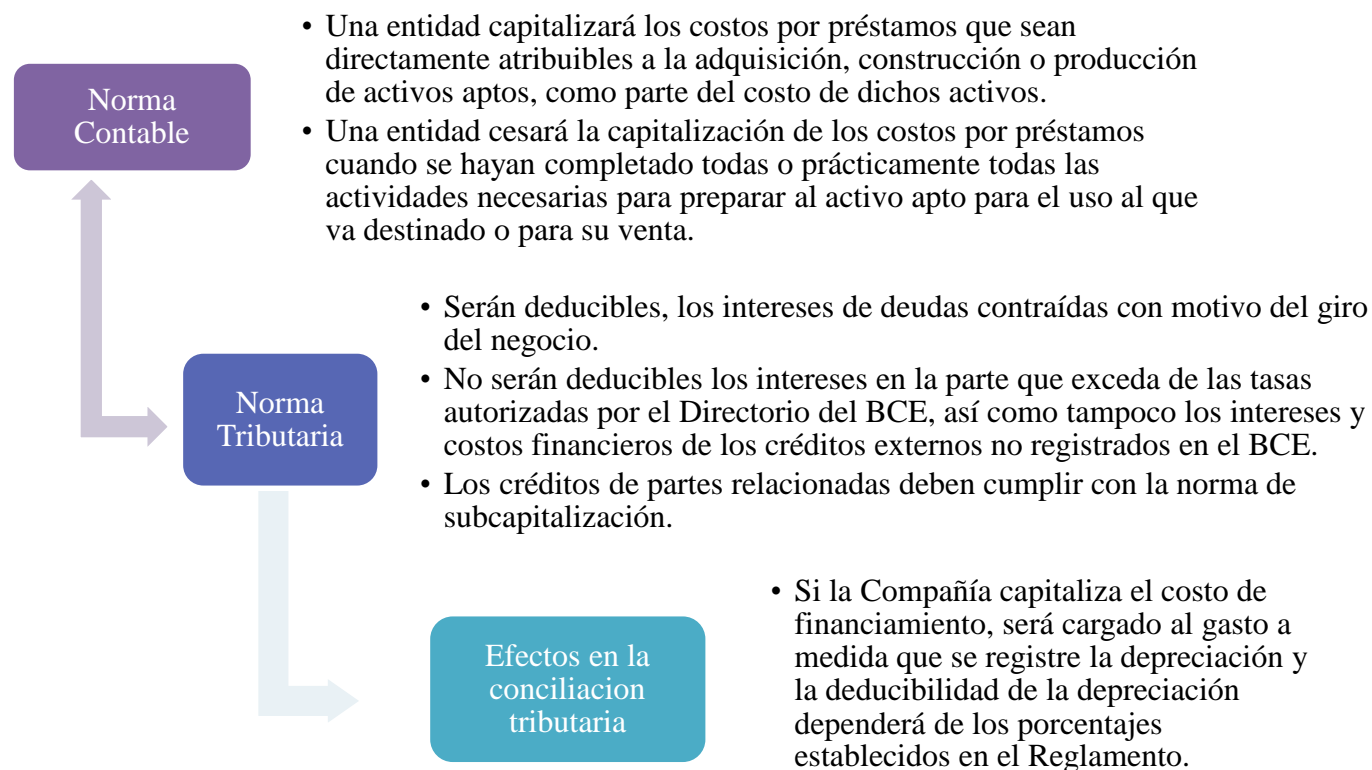 Norma
Contable
• Una entidad capitalizará los costos por préstamos que sean
directamente atribuibles a la adquisición, construcción o producción
de activos aptos, como parte del costo de dichos activos.
• Una entidad cesará la capitalización de los costos por préstamos
cuando se hayan completado todas o prácticamente todas las
actividades necesarias para preparar al activo apto para el uso al que
va destinado o para su venta.
Norma
Tributaria
• Serán deducibles, los intereses de deudas contraídas con motivo del giro
del negocio.
• No serán deducibles los intereses en la parte que exceda de las tasas
autorizadas por el Directorio del BCE, así como tampoco los intereses y
costos financieros de los créditos externos no registrados en el BCE.
• Los créditos de partes relacionadas deben cumplir con la norma de
subcapitalización.
Efectos en la
conciliacion
tributaria
• Si la Compañía capitaliza el costo de
financiamiento, será cargado al gasto a
medida que se registre la depreciación y
la deducibilidad de la depreciación
dependerá de los porcentajes
establecidos en el Reglamento.